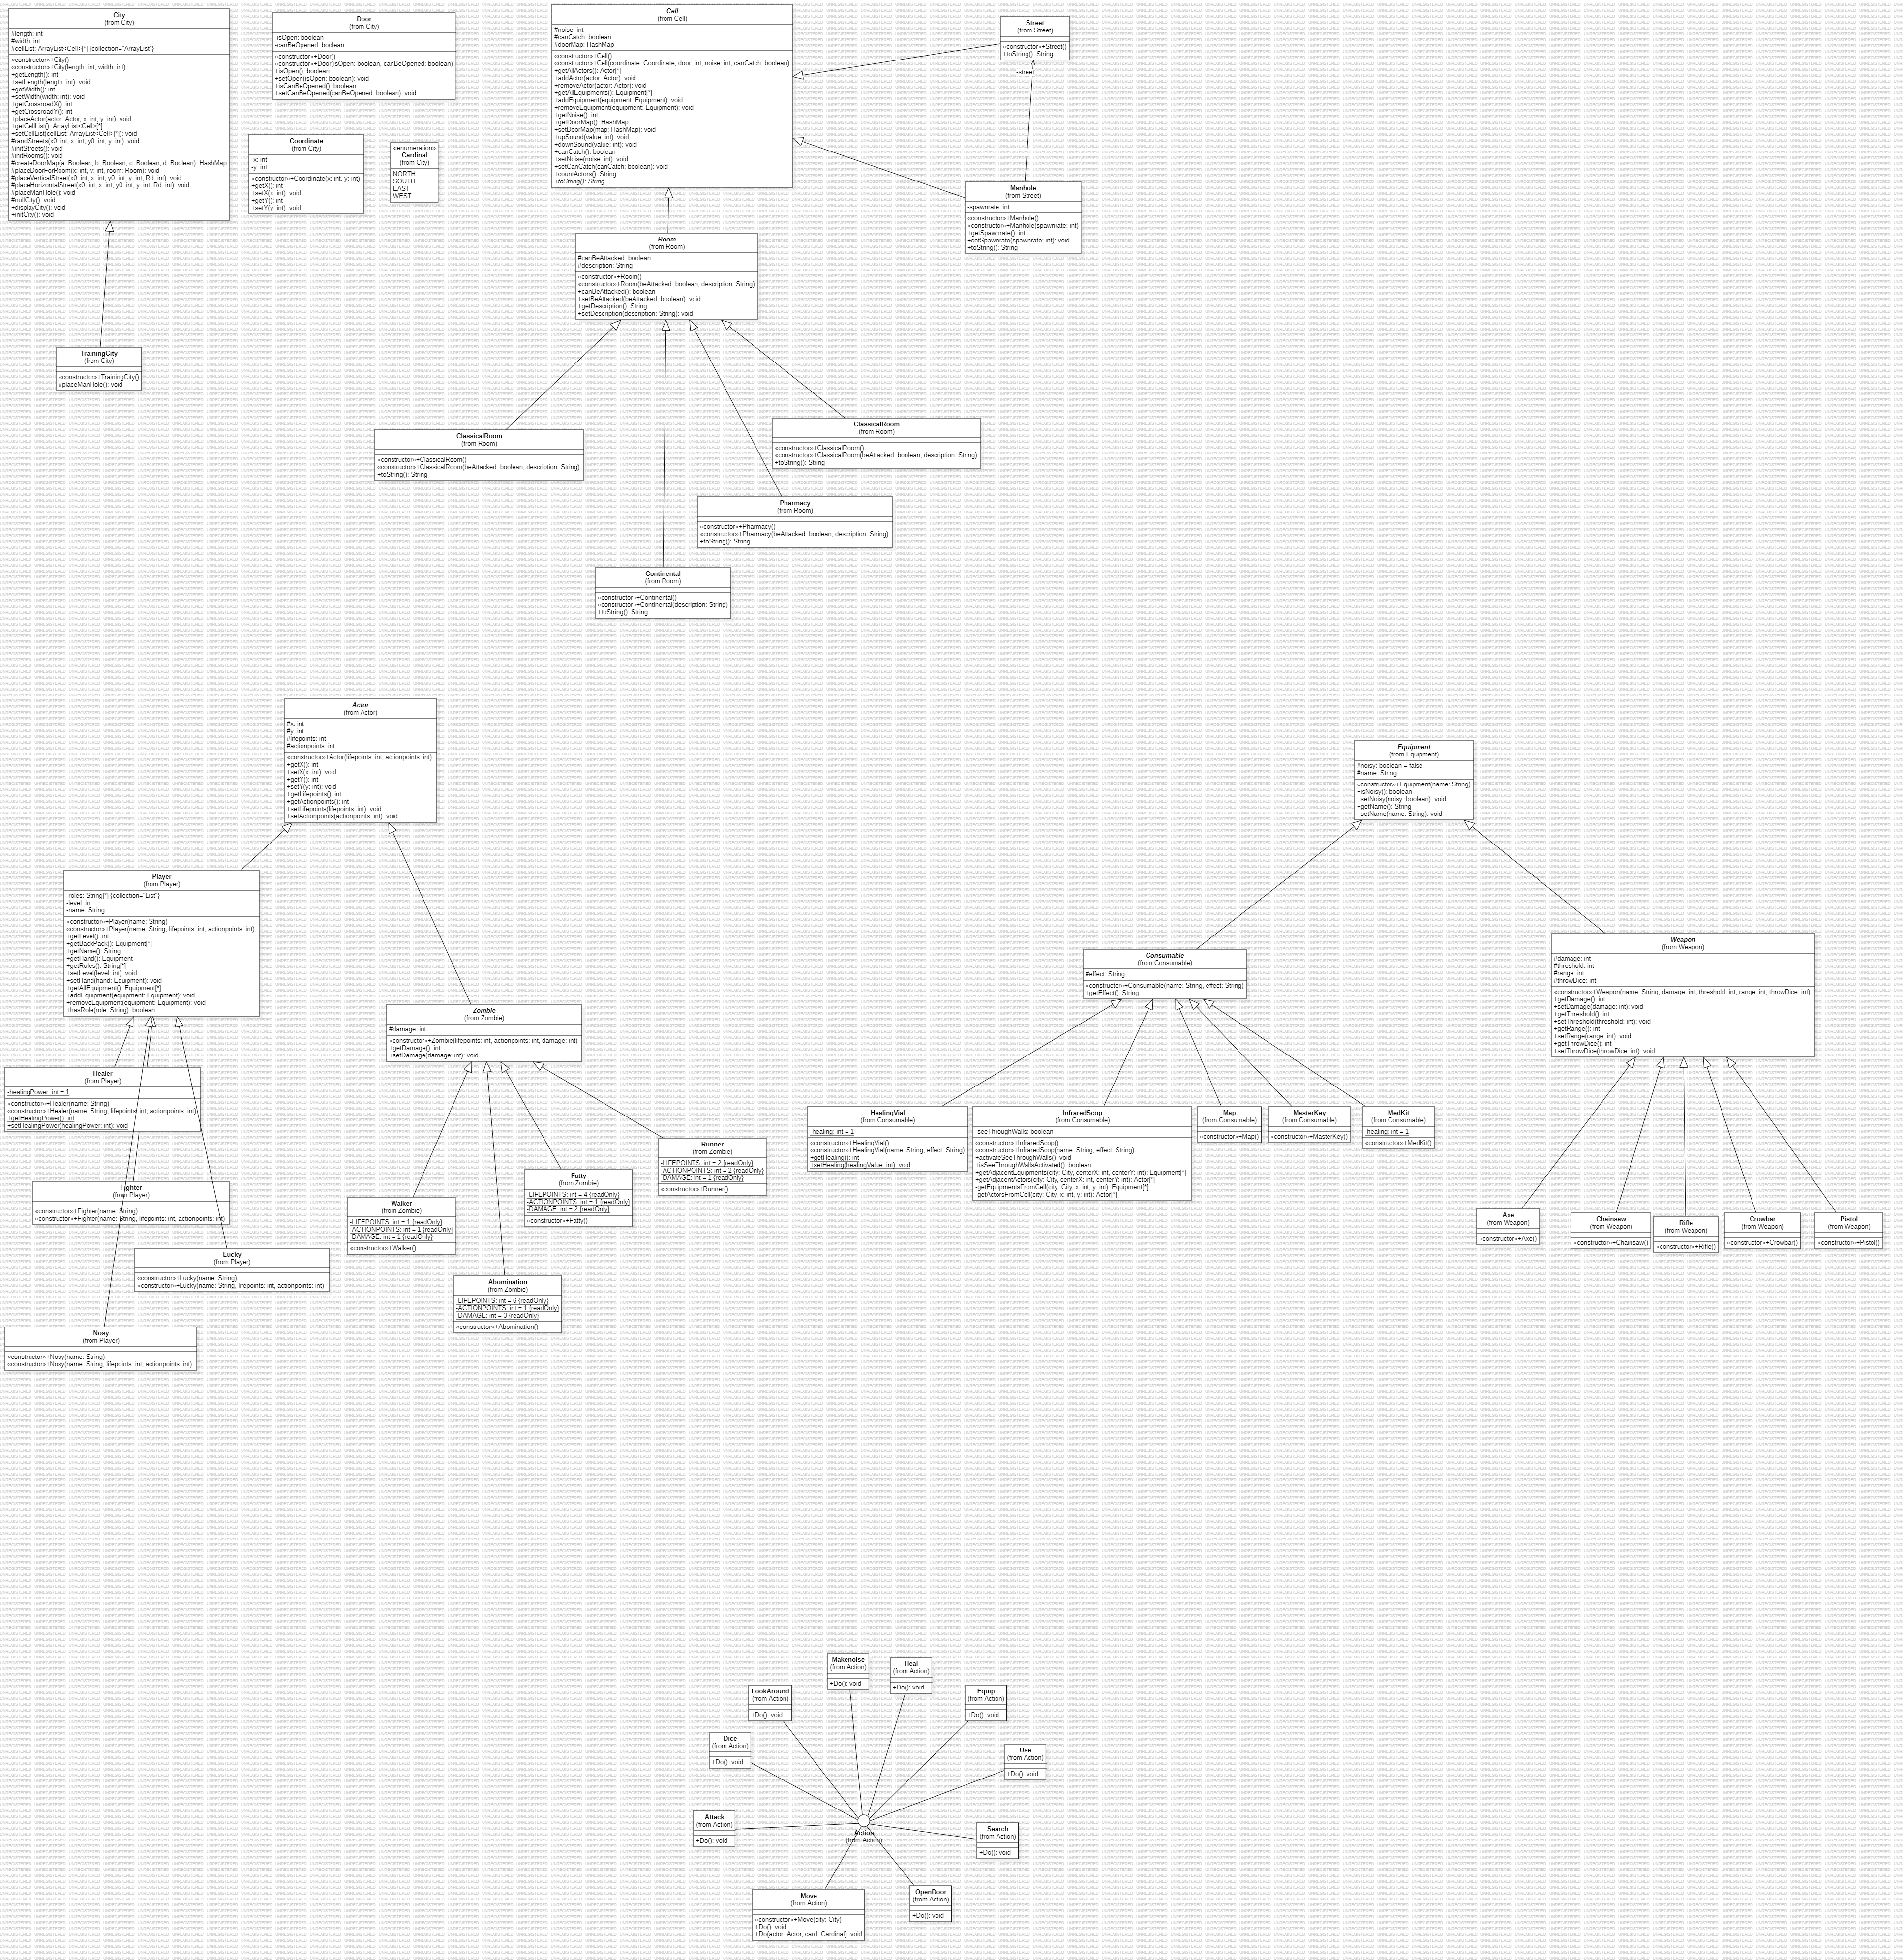 City
(from City)
#length: int
#width: int
#cellList: ArrayList<Cell>[*] {collection="ArrayList"}
«constructor»+City()
«constructor»+City(length: int, width: int)
+getLength(): int
+setLength(length: int): void
+getWidth(): int
+setWidth(width: int): void
+getCrossroadX(): int
+getCrossroadY(): int
+placeActor(actor: Actor, x: int, y: int): void
+getCellList(): ArrayList<Cell>[*]
+setCellList(cellList: ArrayList<Cell>[*]): void
#randStreets(x0: int, x: int, y0: int, y: int): void
#initStreets(): void
#initRooms(): void
#createDoorMap(a: Boolean, b: Boolean, c: Boolean, d: Boolean): HashMap
#placeDoorForRoom(x: int, y: int, room: Room): void
#placeVerticalStreet(x0: int, x: int, y0: int, y: int, Rd: int): void
#placeHorizontalStreet(x0: int, x: int, y0: int, y: int, Rd: int): void
#placeManHole(): void
#nullCity(): void
+displayCity(): void
+initCity(): void
Door
(from City)
-isOpen: boolean
-canBeOpened: boolean
«constructor»+Door()
«constructor»+Door(isOpen: boolean, canBeOpened: boolean)
+isOpen(): boolean
+setOpen(isOpen: boolean): void
+isCanBeOpened(): boolean
+setCanBeOpened(canBeOpened: boolean): void
Coordinate
(from City)
-x: int
-y: int
«constructor»+Coordinate(x: int, y: int)
+getX(): int
+setX(x: int): void
+getY(): int
+setY(y: int): void
«enumeration»
Cardinal
(from City)
NORTH
SOUTH
EAST
WEST
Cell
(from Cell)
#noise: int
#canCatch: boolean
#doorMap: HashMap
«constructor»+Cell()
«constructor»+Cell(coordinate: Coordinate, door: int, noise: int, canCatch: boolean)
+getAllActors(): Actor[*]
+addActor(actor: Actor): void
+removeActor(actor: Actor): void
+getAllEquipments(): Equipment[*]
+addEquipment(equipment: Equipment): void
+removeEquipment(equipment: Equipment): void
+getNoise(): int
+getDoorMap(): HashMap
+setDoorMap(map: HashMap): void
+upSound(value: int): void
+downSound(value: int): void
+canCatch(): boolean
+setNoise(noise: int): void
+setCanCatch(canCatch: boolean): void
+countActors(): String
+toString(): String
Street
(from Street)
«constructor»+Street()
+toString(): String
-street
Manhole
(from Street)
-spawnrate: int
«constructor»+Manhole()
«constructor»+Manhole(spawnrate: int)
+getSpawnrate(): int
+setSpawnrate(spawnrate: int): void
+toString(): String
Room
(from Room)
#canBeAttacked: boolean
#description: String
«constructor»+Room()
«constructor»+Room(beAttacked: boolean, description: String)
+canBeAttacked(): boolean
+setBeAttacked(beAttacked: boolean): void
+getDescription(): String
+setDescription(description: String): void
TrainingCity
(from City)
«constructor»+TrainingCity()
#placeManHole(): void
ClassicalRoom
(from Room)
«constructor»+ClassicalRoom()
«constructor»+ClassicalRoom(beAttacked: boolean, description: String)
+toString(): String
ClassicalRoom
(from Room)
«constructor»+ClassicalRoom()
«constructor»+ClassicalRoom(beAttacked: boolean, description: String)
+toString(): String
Pharmacy
(from Room)
«constructor»+Pharmacy()
«constructor»+Pharmacy(beAttacked: boolean, description: String)
+toString(): String
Continental
(from Room)
«constructor»+Continental()
«constructor»+Continental(description: String)
+toString(): String
Actor
(from Actor)
#x: int
#y: int
#lifepoints: int
#actionpoints: int
«constructor»+Actor(lifepoints: int, actionpoints: int)
+getX(): int
+setX(x: int): void
+getY(): int
+setY(y: int): void
+getLifepoints(): int
+getActionpoints(): int
+setLifepoints(lifepoints: int): void
+setActionpoints(actionpoints: int): void
Equipment
(from Equipment)
#noisy: boolean = false
#name: String
«constructor»+Equipment(name: String)
+isNoisy(): boolean
+setNoisy(noisy: boolean): void
+getName(): String
+setName(name: String): void
Player
(from Player)
-roles: String[*] {collection="List"}
-level: int
-name: String
«constructor»+Player(name: String)
«constructor»+Player(name: String, lifepoints: int, actionpoints: int)
+getLevel(): int
+getBackPack(): Equipment[*]
+getName(): String
+getHand(): Equipment
+getRoles(): String[*]
+setLevel(level: int): void
+setHand(hand: Equipment): void
+getAllEquipment(): Equipment[*]
+addEquipment(equipment: Equipment): void
+removeEquipment(equipment: Equipment): void
+hasRole(role: String): boolean
Zombie
(from Zombie)
#damage: int
«constructor»+Zombie(lifepoints: int, actionpoints: int, damage: int)
+getDamage(): int
+setDamage(damage: int): void
Consumable
(from Consumable)
#effect: String
«constructor»+Consumable(name: String, effect: String)
+getEffect(): String
Weapon
(from Weapon)
#damage: int
#threshold: int
#range: int
#throwDice: int
«constructor»+Weapon(name: String, damage: int, threshold: int, range: int, throwDice: int)
+getDamage(): int
+setDamage(damage: int): void
+getThreshold(): int
+setThreshold(threshold: int): void
+getRange(): int
+setRange(range: int): void
+getThrowDice(): int
+setThrowDice(throwDice: int): void
Healer
(from Player)
-healingPower: int = 1
«constructor»+Healer(name: String)
«constructor»+Healer(name: String, lifepoints: int, actionpoints: int)
+getHealingPower(): int
+setHealingPower(healingPower: int): void
Fighter
(from Player)
«constructor»+Fighter(name: String)
«constructor»+Fighter(name: String, lifepoints: int, actionpoints: int)
Lucky
(from Player)
«constructor»+Lucky(name: String)
«constructor»+Lucky(name: String, lifepoints: int, actionpoints: int)
Nosy
(from Player)
«constructor»+Nosy(name: String)
«constructor»+Nosy(name: String, lifepoints: int, actionpoints: int)
Walker
(from Zombie)
-LIFEPOINTS: int = 1 {readOnly}
-ACTIONPOINTS: int = 1 {readOnly}
-DAMAGE: int = 1 {readOnly}
«constructor»+Walker()
Abomination
(from Zombie)
-LIFEPOINTS: int = 6 {readOnly}
-ACTIONPOINTS: int = 1 {readOnly}
-DAMAGE: int = 3 {readOnly}
«constructor»+Abomination()
Fatty
(from Zombie)
-LIFEPOINTS: int = 4 {readOnly}
-ACTIONPOINTS: int = 1 {readOnly}
-DAMAGE: int = 2 {readOnly}
«constructor»+Fatty()
Runner
(from Zombie)
-LIFEPOINTS: int = 2 {readOnly}
-ACTIONPOINTS: int = 2 {readOnly}
-DAMAGE: int = 1 {readOnly}
«constructor»+Runner()
HealingVial
(from Consumable)
-healing: int = 1
«constructor»+HealingVial()
«constructor»+HealingVial(name: String, effect: String)
+getHealing(): int
+setHealing(healingValue: int): void
InfraredScop
(from Consumable)
-seeThroughWalls: boolean
«constructor»+InfraredScop()
«constructor»+InfraredScop(name: String, effect: String)
+activateSeeThroughWalls(): void
+isSeeThroughWallsActivated(): boolean
+getAdjacentEquipments(city: City, centerX: int, centerY: int): Equipment[*]
+getAdjacentActors(city: City, centerX: int, centerY: int): Actor[*]
-getEquipmentsFromCell(city: City, x: int, y: int): Equipment[*]
-getActorsFromCell(city: City, x: int, y: int): Actor[*]
Map
(from Consumable)
«constructor»+Map()
MasterKey
(from Consumable)
«constructor»+MasterKey()
MedKit
(from Consumable)
-healing: int = 1
«constructor»+MedKit()
Axe
(from Weapon)
«constructor»+Axe()
Chainsaw
(from Weapon)
«constructor»+Chainsaw()
Rifle
(from Weapon)
«constructor»+Rifle()
Crowbar
(from Weapon)
«constructor»+Crowbar()
Pistol
(from Weapon)
«constructor»+Pistol()
Makenoise
(from Action)
+Do(): void
Heal
(from Action)
+Do(): void
LookAround
(from Action)
+Do(): void
Equip
(from Action)
+Do(): void
Dice
(from Action)
+Do(): void
Use
(from Action)
+Do(): void
Attack
(from Action)
+Do(): void
Action
(from Action)
Search
(from Action)
+Do(): void
Move
(from Action)
«constructor»+Move(city: City)
+Do(): void
+Do(actor: Actor, card: Cardinal): void
OpenDoor
(from Action)
+Do(): void